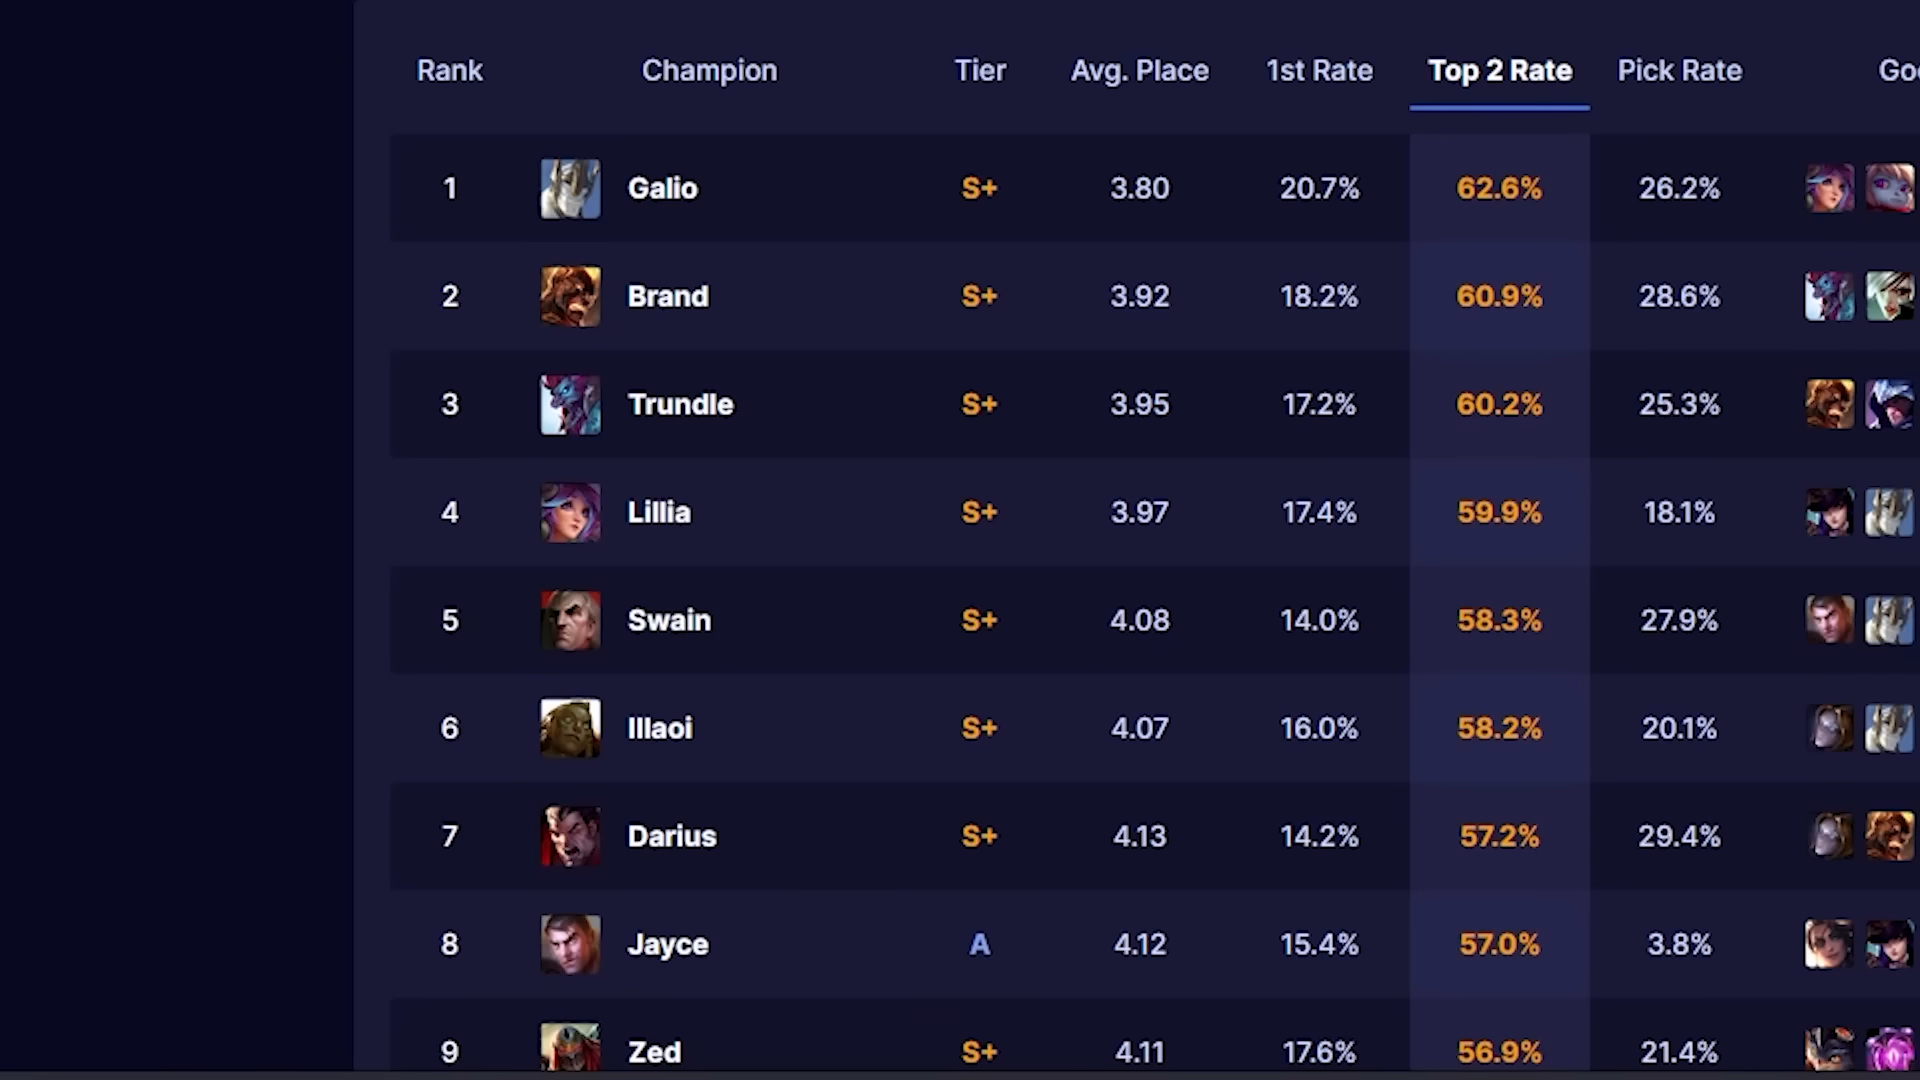 Rank Champion Tier Avg. Place 1st Rate Top 2 Rate Pick Rate
1 Galio S+ 3.80 20.7% 62.6% 26.2%
2 Brand S+ 3.92 18.2% 60.9% 28.6%
3 Trundle S+ 3.95 17.2% 60.2% 25.3%
4 Lillia S+ 3.97 17.4% 59.9% 18.1%
5 Swain S+ 4.08 14.0% 58.3% 27.9%
6 Illaoi S+ 4.07 16.0% 58.2% 20.1%
7 Darius S+ 4.13 14.2% 57.2% 29.4%
8 Jayce A 4.12 15.4% 57.0% 3.8%
9 Zed S+ 4.11 17.6% 56.9% 21.4%